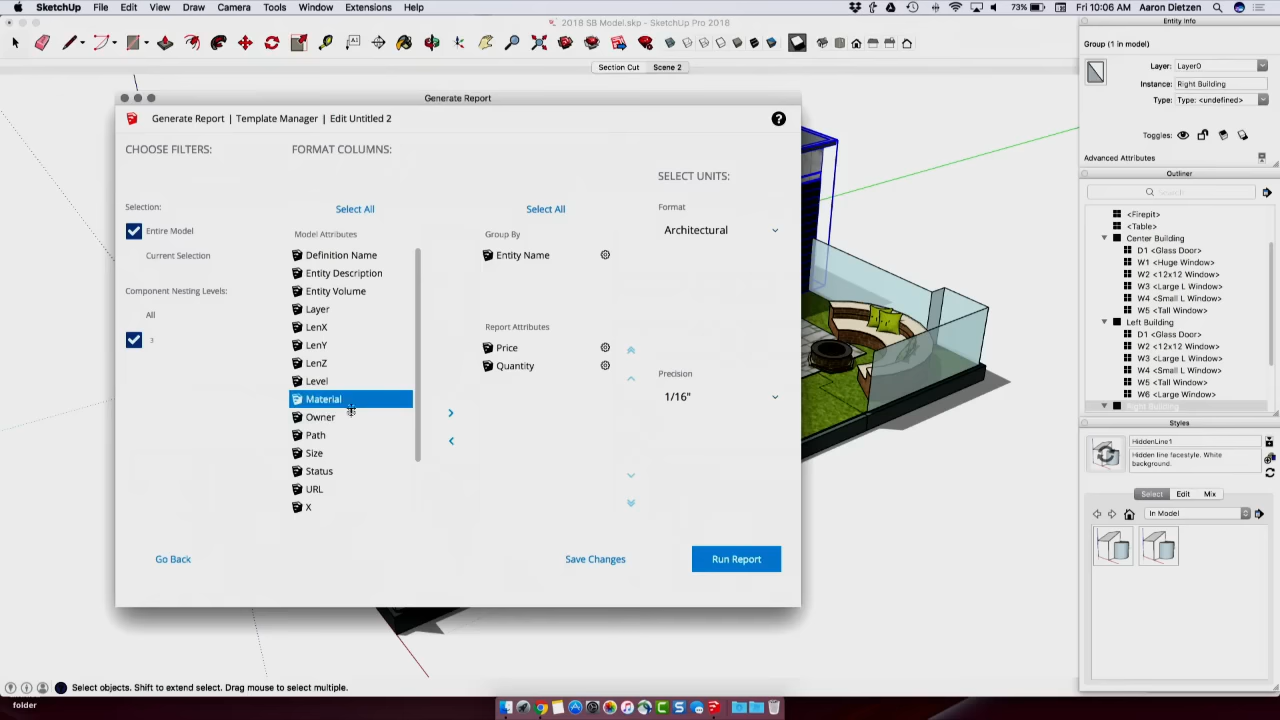 SketchUp File Edit View Draw Camera Tools Window Extensions Help
73% Fri 10:06 AM Aaron Dietzen
2018 SB Model.skp - SketchUp Pro 2018
Section Cut Scene 2
Generate Report
Generate Report | Template Manager | Edit Untitled 2
?
CHOOSE FILTERS:
FORMAT COLUMNS:
SELECT UNITS:
Selection:
Entire Model
Current Selection
Component Nesting Levels:
All
3
Select All
Model Attributes
Definition Name
Entity Description
Entity Volume
Layer
LenX
LenY
LenZ
Level
Material
Owner
Path
Size
Status
URL
X
Select All
Group By
Entity Name
Report Attributes
Price
Quantity
Format
Architectural
Precision
1/16"
Go Back
Save Changes
Run Report
Entity Info
Group (1 in model)
Layer: Layer0
Instance: Right Building
Type: Type: <undefined>
Toggles:
Advanced Attributes
Outliner
Search
<Firepit>
<Table>
Center Building
D1 <Glass Door>
W1 <Huge Window>
W2 <12x12 Window>
W3 <Large L Window>
W4 <Small L Window>
W5 <Tall Window>
Left Building
D1 <Glass Door>
W2 <12x12 Window>
W3 <Large L Window>
W4 <Small L Window>
W5 <Tall Window>
W6 <Large Window>
Right Building
Styles
HiddenLine1
Hidden line facestyle. White
background.
Select Edit Mix
In Model
Select objects. Shift to extend select. Drag mouse to select multiple.
folder